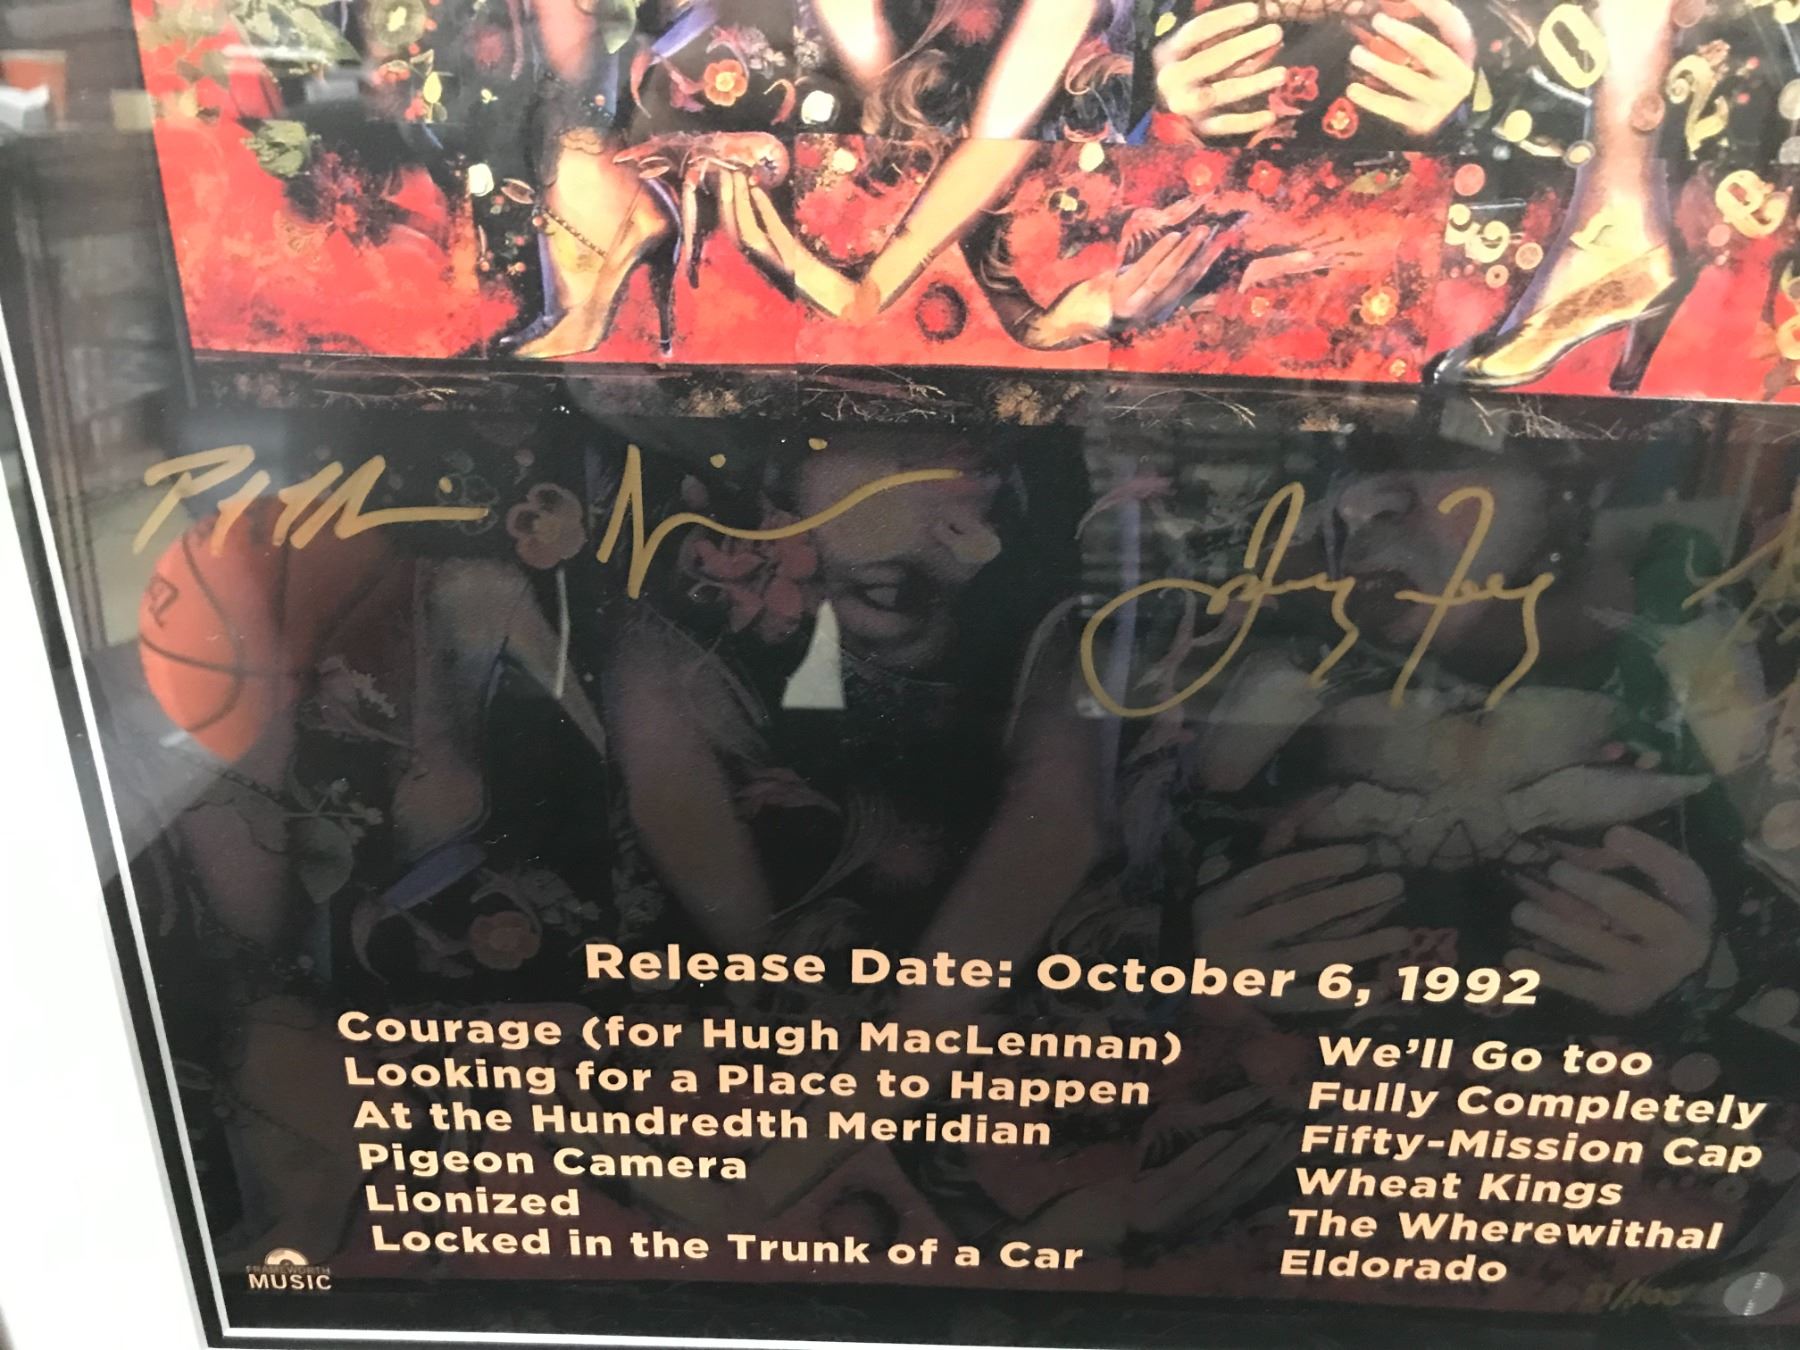 Release Date: October 6, 1992
Courage (for Hugh MacLennan)
Looking for a Place to Happen
At the Hundredth Meridian
Pigeon Camera
Lionized
Locked in the Trunk of a Car
We'll Go too
Fully Completely
Fifty-Mission Cap
Wheat Kings
The Wherewithal
Eldorado
FRAMEWORTH
MUSIC